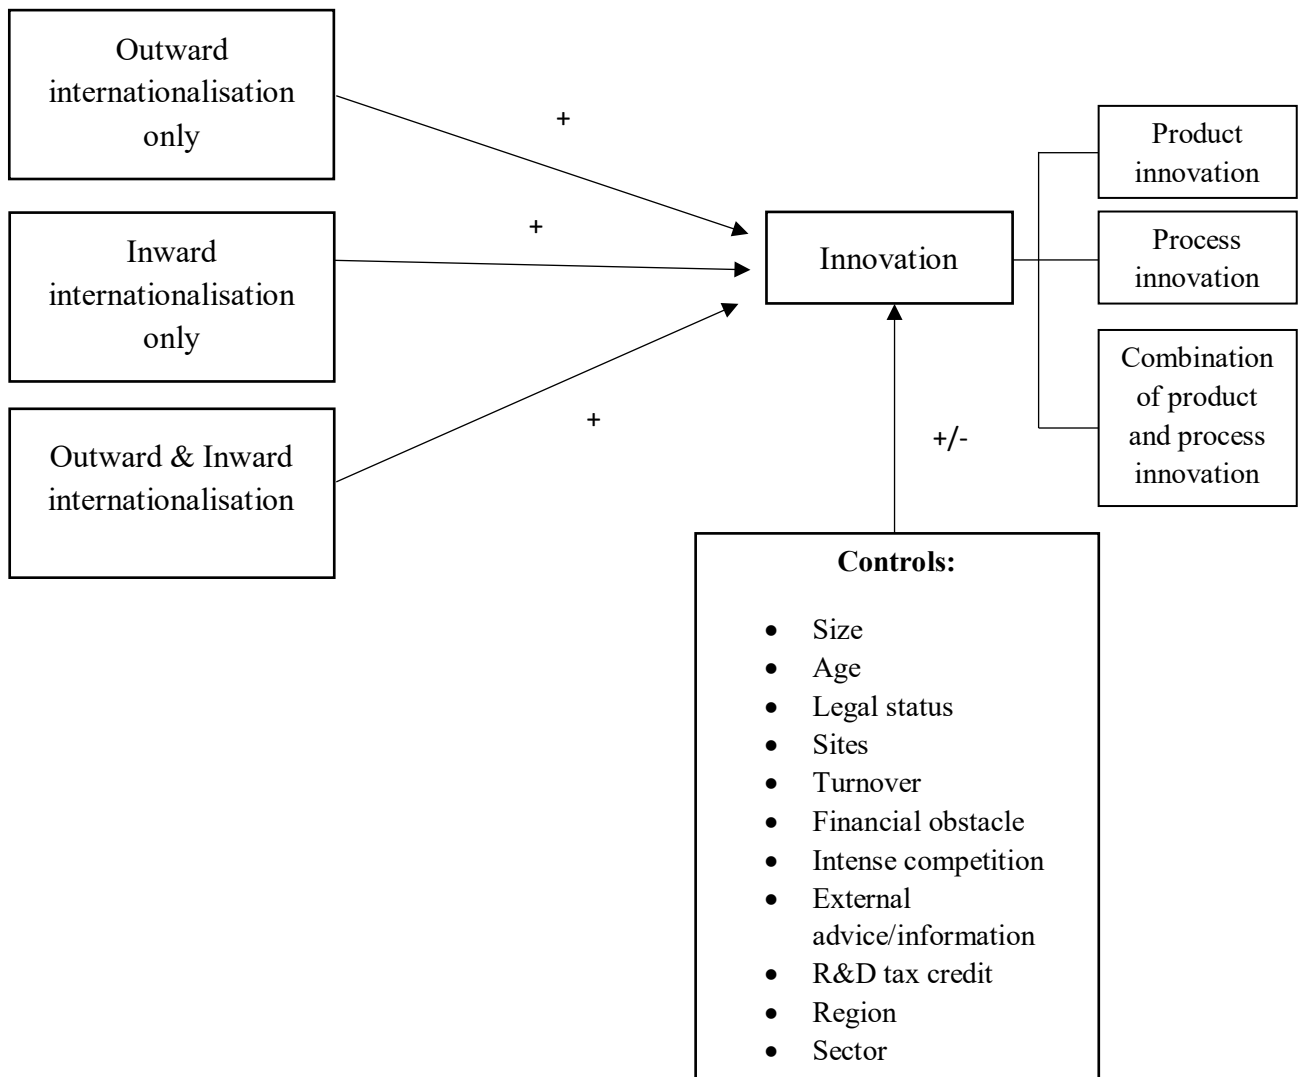 Outward
internationalisation
only
+
Inward
internationalisation
only
+
Outward & Inward
internationalisation
+
Innovation
Product
innovation
Process
innovation
Combination
of product
and process
innovation
+/-
Controls:
• Size
• Age
• Legal status
• Sites
• Turnover
• Financial obstacle
• Intense competition
• External
advice/information
• R&D tax credit
• Region
• Sector